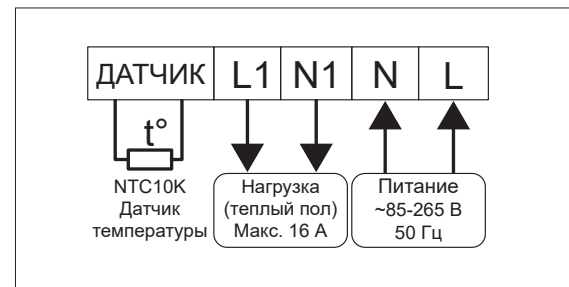 ДАТЧИК L1 N1 N L
t°
NTC10K
Датчик
температуры
Нагрузка
(теплый пол)
Макс. 16 А
Питание
~85-265 В
50 Гц